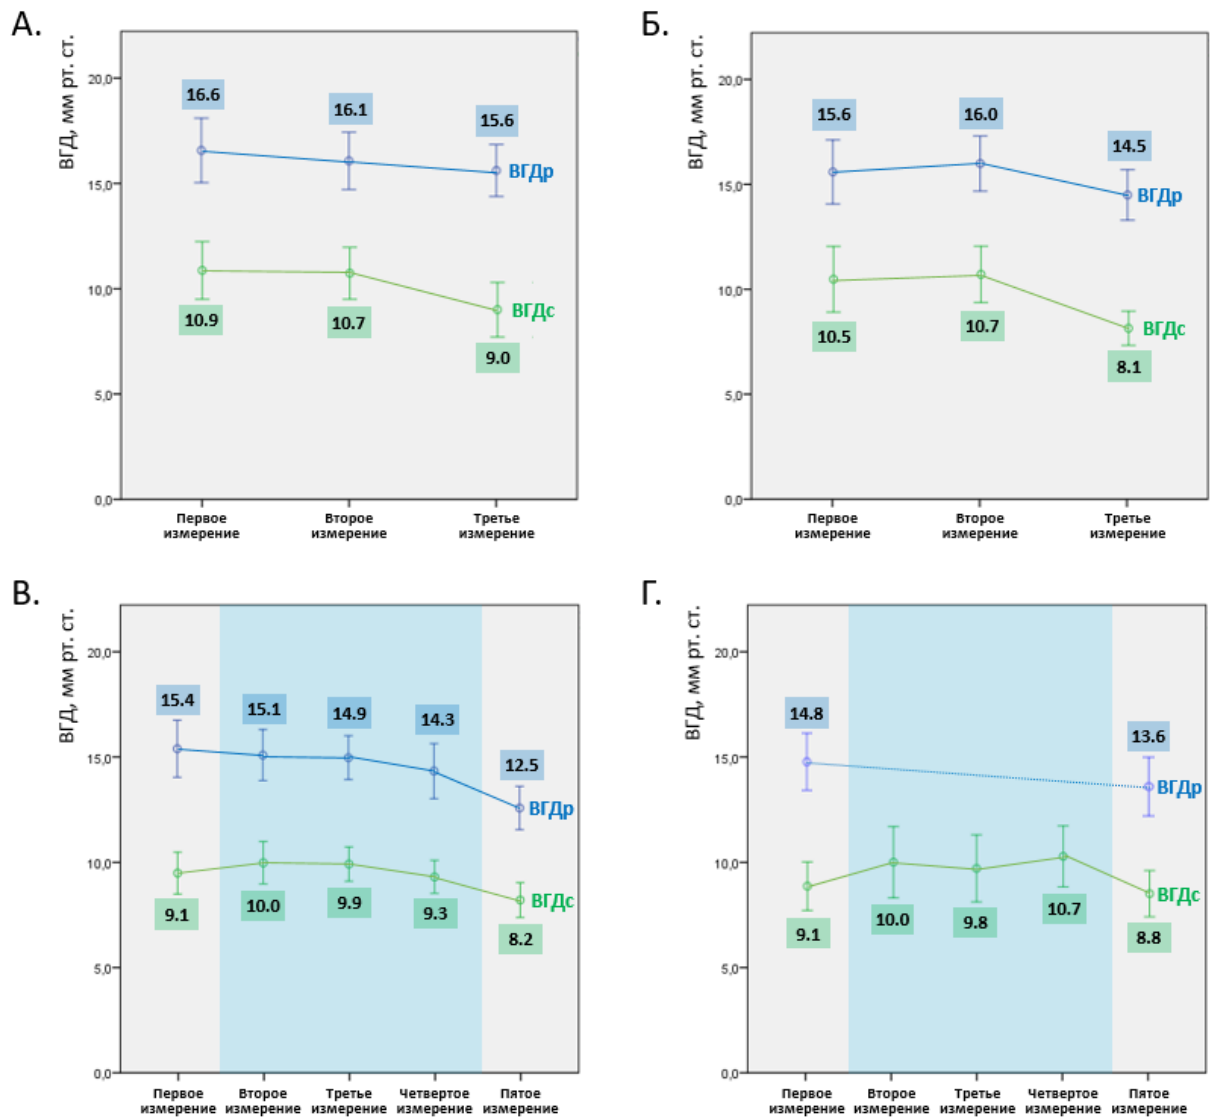 А.
ВГД, мм рт. ст.
20,0
15,0
10,0
5,0
0,0
16.6
16.1
15.6
ВГДр
10.9
10.7
9.0
ВГДс
Первое измерение
Второе измерение
Третье измерение
Б.
ВГД, мм рт. ст.
20,0
15,0
10,0
5,0
0,0
15.6
16.0
14.5
ВГДр
10.5
10.7
8.1
ВГДс
Первое измерение
Второе измерение
Третье измерение
В.
ВГД, мм рт. ст.
20,0
15,0
10,0
5,0
0,0
15.4
15.1
14.9
14.3
12.5
ВГДр
9.1
10.0
9.9
9.3
8.2
ВГДс
Первое измерение
Второе измерение
Третье измерение
Четвертое измерение
Пятое измерение
Г.
ВГД, мм рт. ст.
20,0
15,0
10,0
5,0
0,0
14.8
13.6
ВГДр
9.1
10.0
9.8
10.7
8.8
ВГДс
Первое измерение
Второе измерение
Третье измерение
Четвертое измерение
Пятое измерение